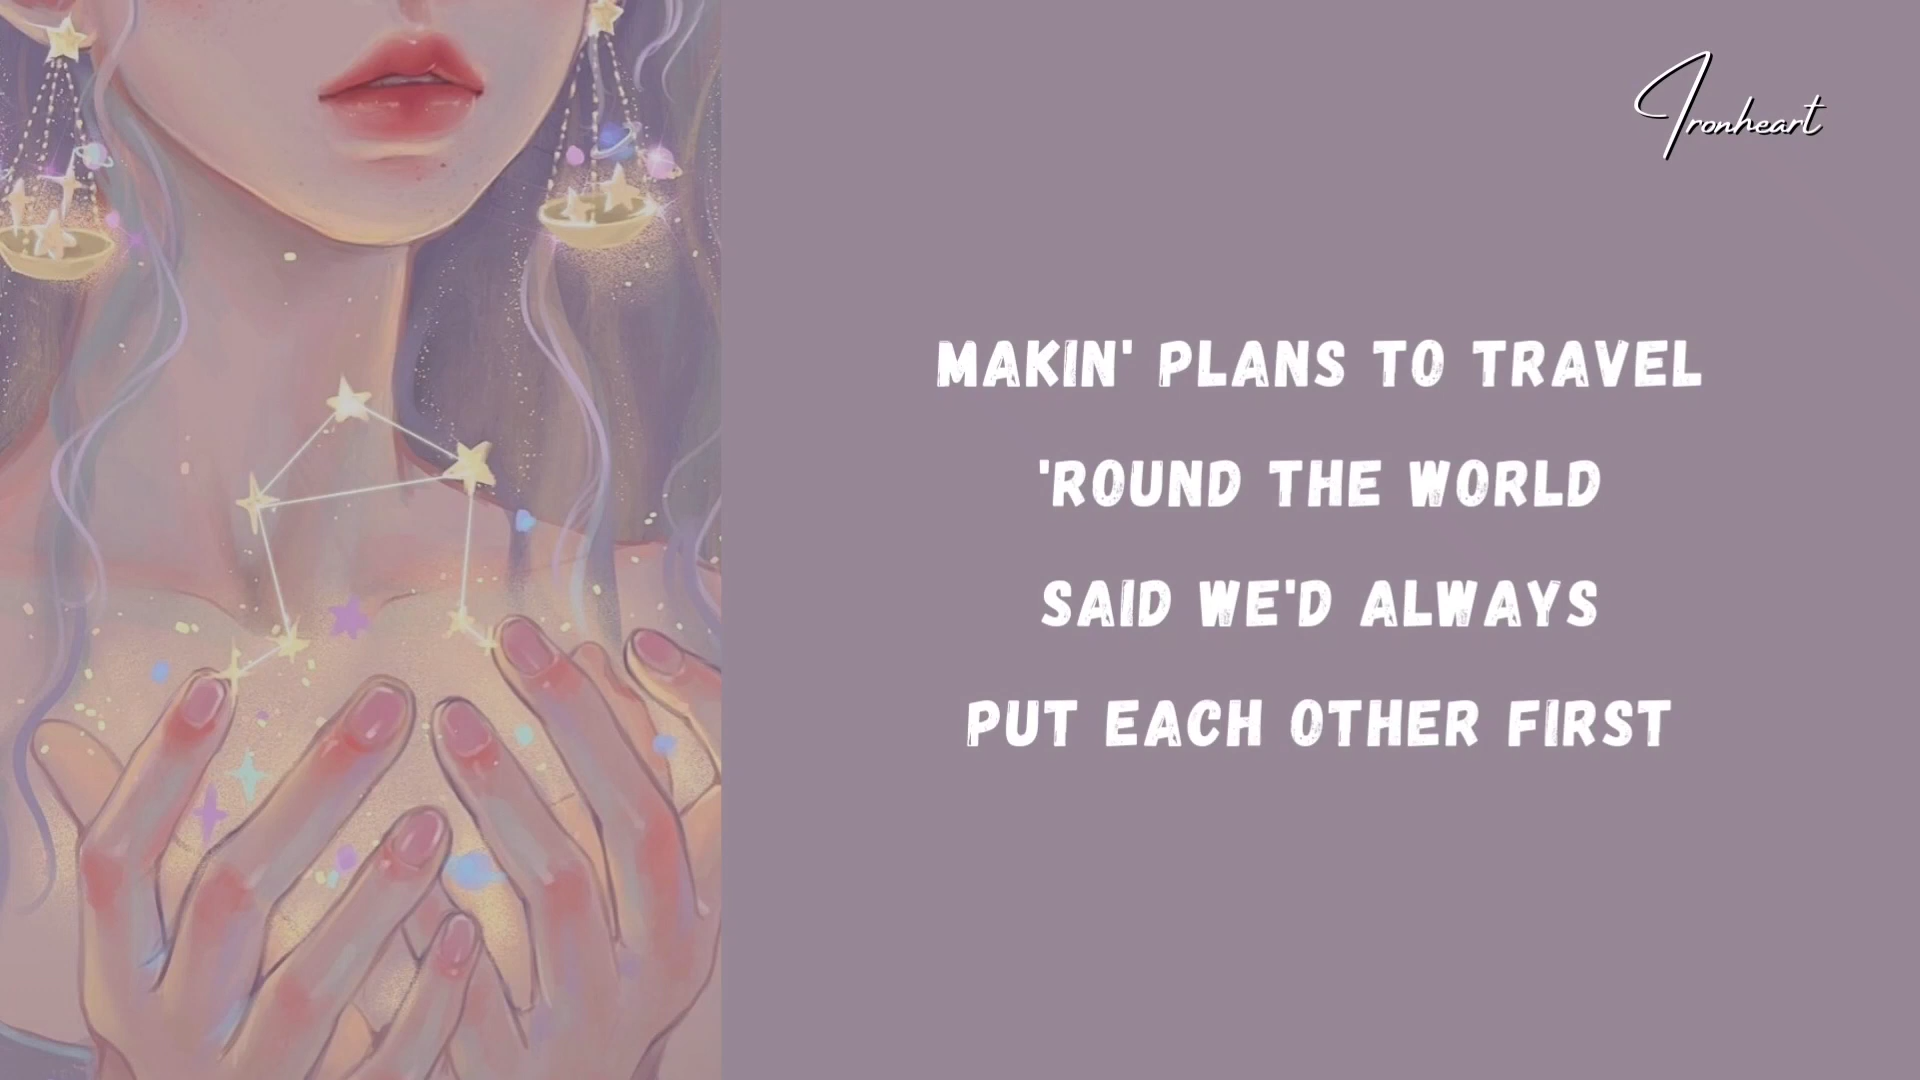 Ironheart
MAKIN' PLANS TO TRAVEL
'ROUND THE WORLD
SAID WE'D ALWAYS
PUT EACH OTHER FIRST